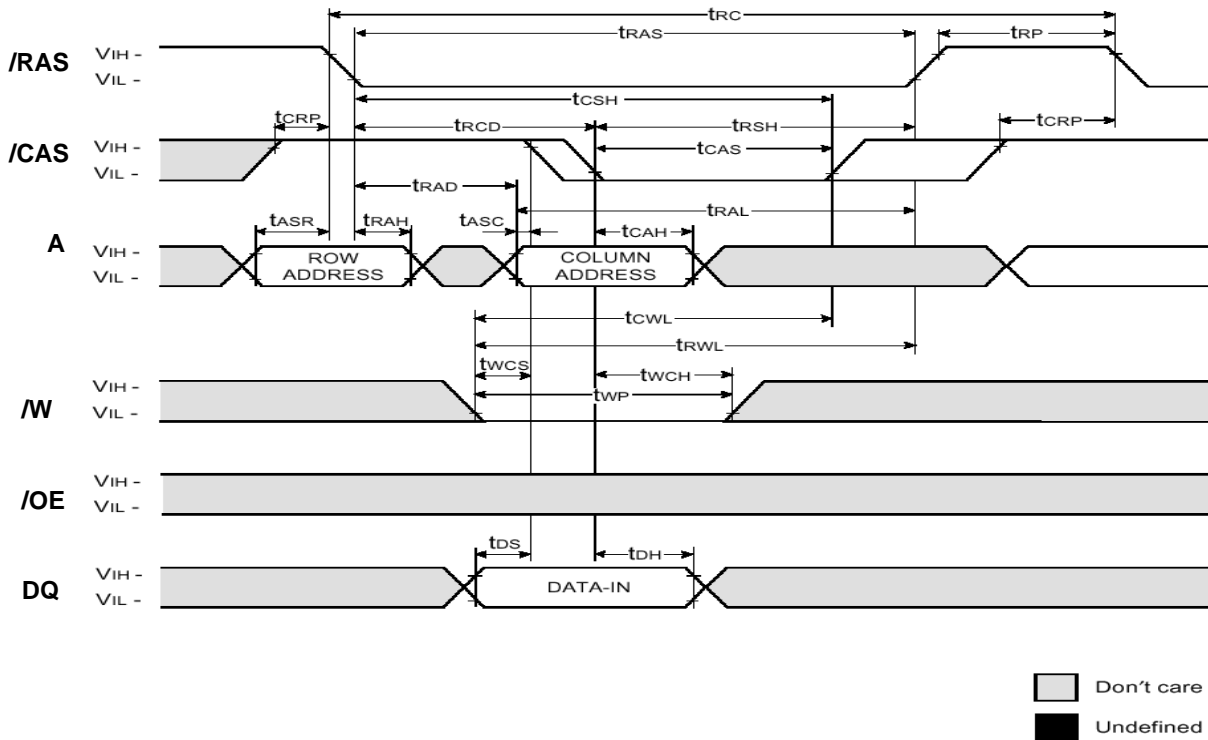 tRC
tRAS tRP
/RAS VIH -
VIL -
tCSH
tCRP tRCD tRSH tCRP
/CAS VIH -
VIL -
tCAS
tRAD
tRAL
tASR tRAH tASC tCAH
A VIH -
VIL -
ROW
ADDRESS
COLUMN
ADDRESS
tCWL
tRWL
tWCS tWCH
tWP
/W VIH -
VIL -
/OE VIH -
VIL -
tDS tDH
DQ VIH -
VIL -
DATA-IN
Don't care
Undefined